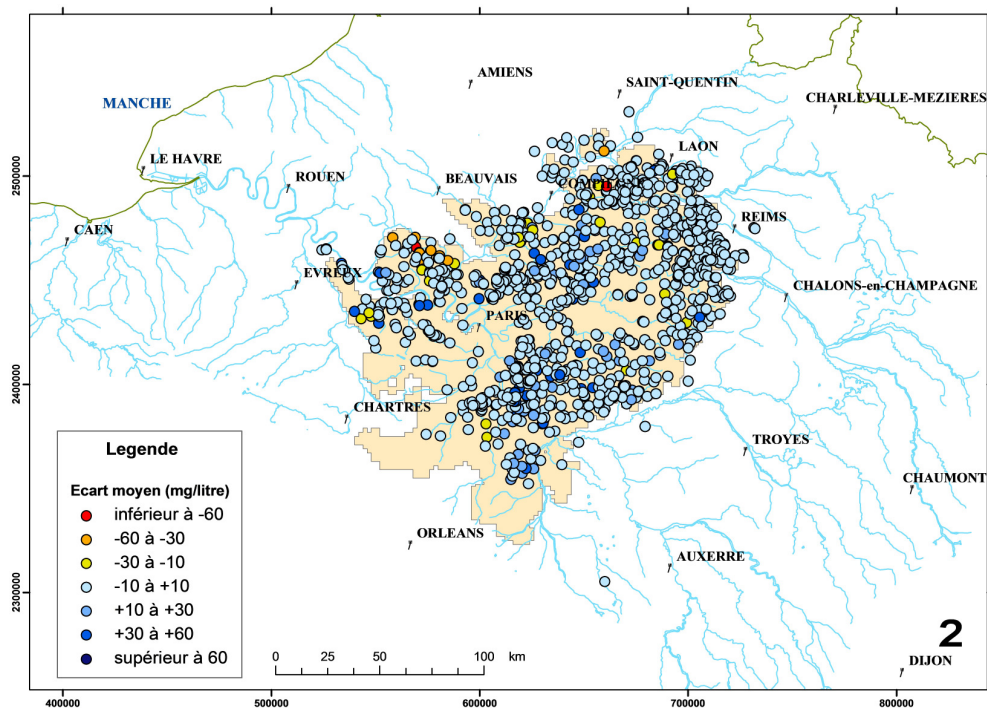 AMIENS
SAINT-QUENTIN
MANCHE
CHARLEVILLE-MEZIERES
LE HAVRE
LAON
ROUEN
BEAUVAIS
2500000
CAEN
REIMS
EVREUX
CHALONS-en-CHAMPAGNE
PARIS
2400000
CHARTRES
TROYES
Legende
CHAUMONT
Ecart moyen (mg/litre)
inférieur à -60
-60 à -30
ORLEANS
-30 à -10
AUXERRE
-10 à +10
2300000
+10 à +30
+30 à +60
2
supérieur à 60
0 25 50 100 km
DIJON
400000 500000 600000 700000 800000